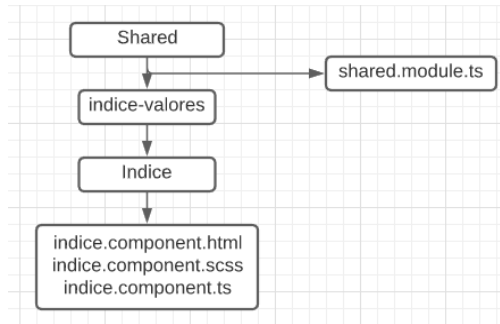 Shared
shared.module.ts
indice-valores
Indice
indice.component.html
indice.component.scss
indice.component.ts